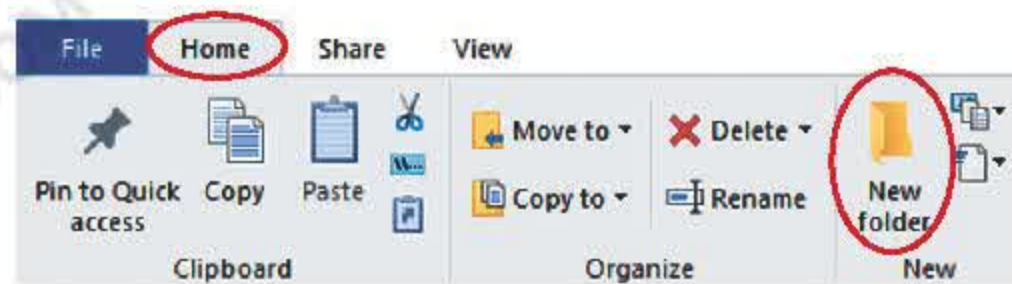 File Home Share View
Pin to Quick access
Copy
Paste
W...
Move to
Copy to
Delete
Rename
New folder
Clipboard Organize New